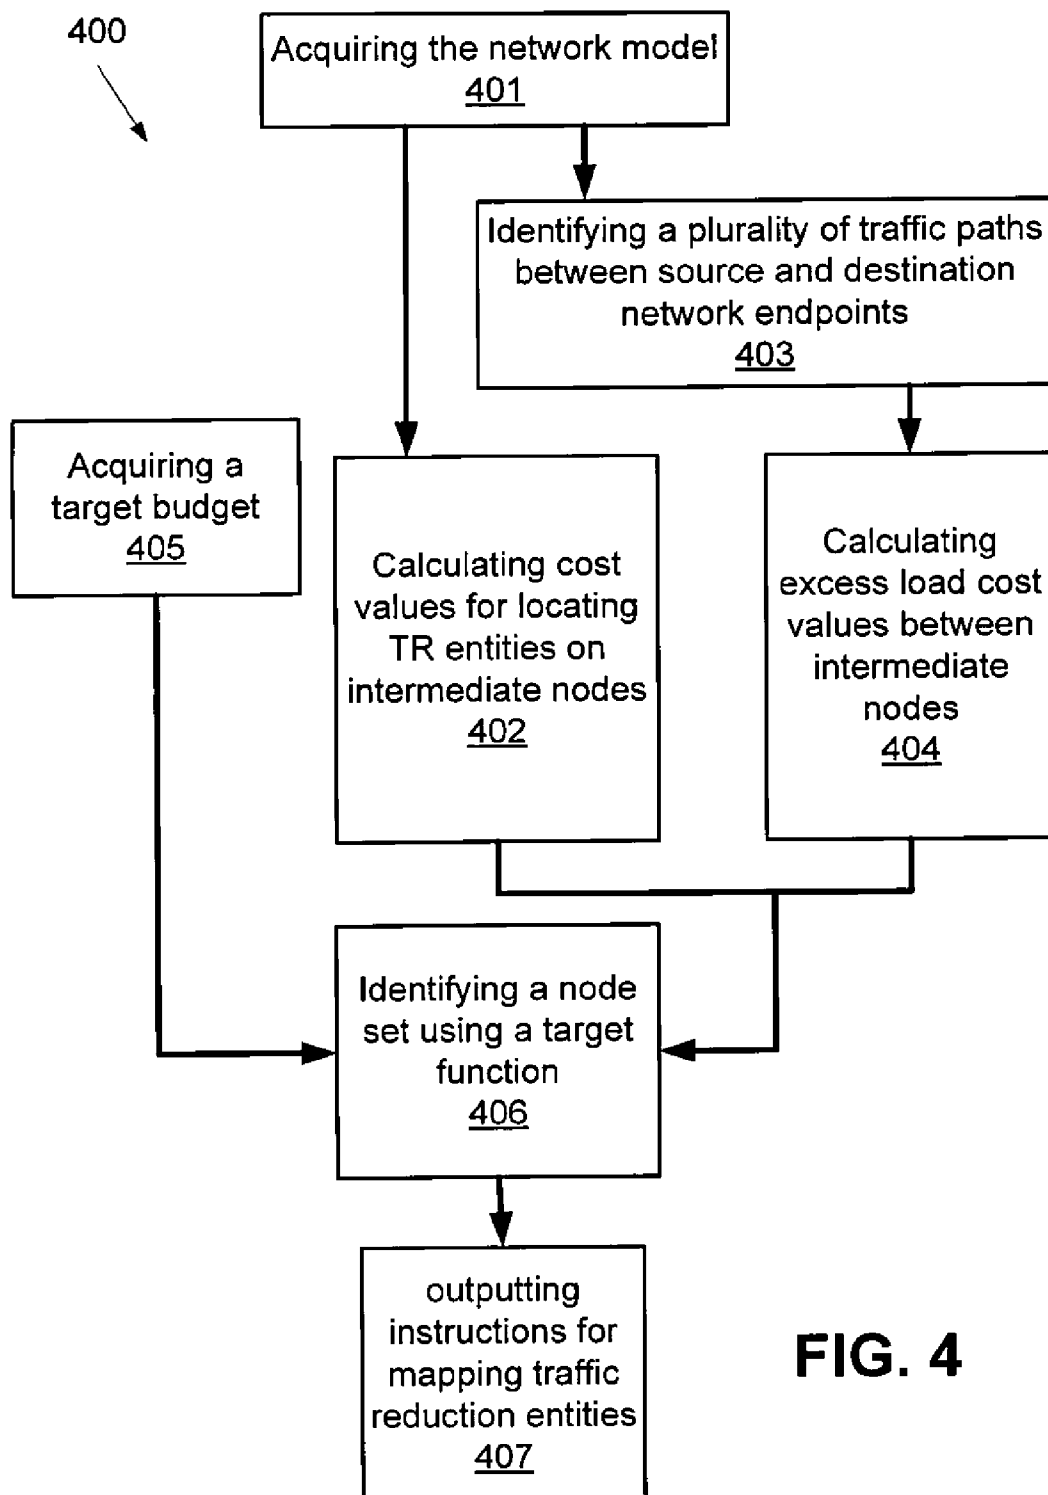 400
Acquiring the network model
401
Identifying a plurality of traffic paths
between source and destination
network endpoints
403
Acquiring a
target budget
405
Calculating cost
values for locating
TR entities on
intermediate nodes
402
Calculating
excess load cost
values between
intermediate
nodes
404
Identifying a node
set using a target
function
406
outputting
instructions for
mapping traffic
reduction entities
407
FIG. 4